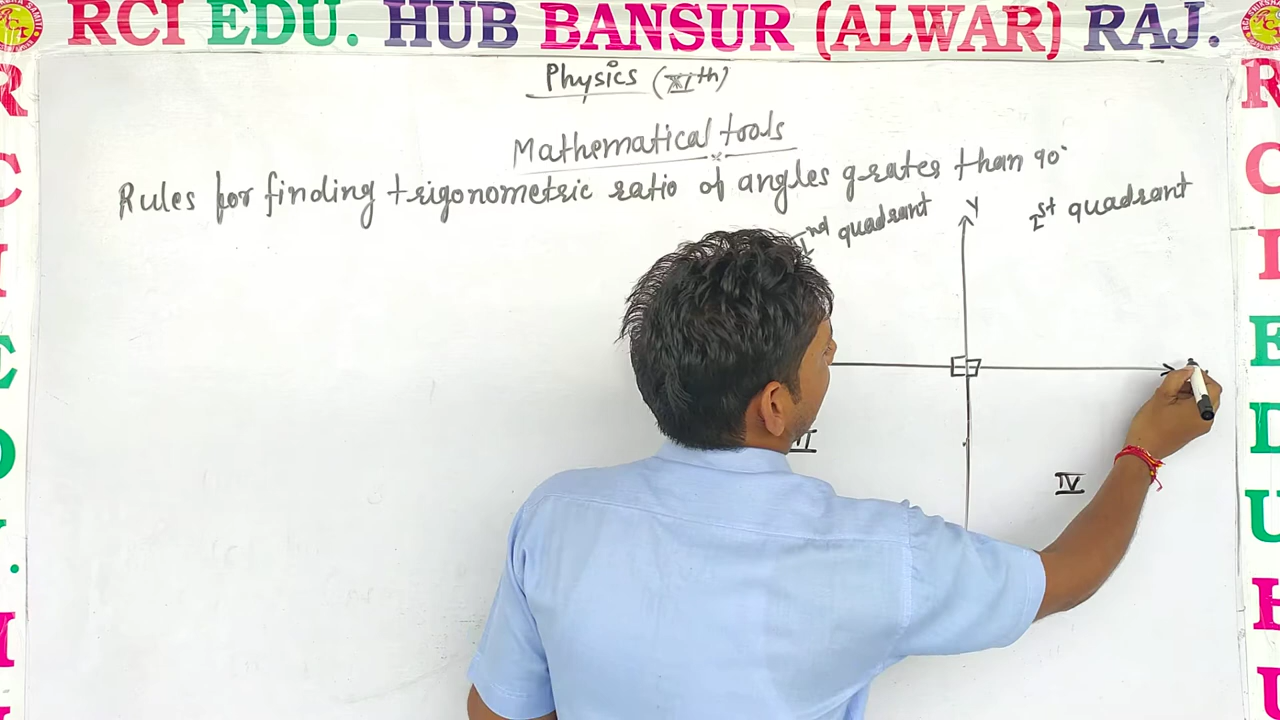 RCI EDU. HUB BANSUR (ALWAR) RAJ.
Physics (XIth)
Mathematical tools
Rules for finding trigonometric ratio of angles grates than 90°
nd quadrant
Y
Ist quadrant
IV
R
C
I
E
D
U